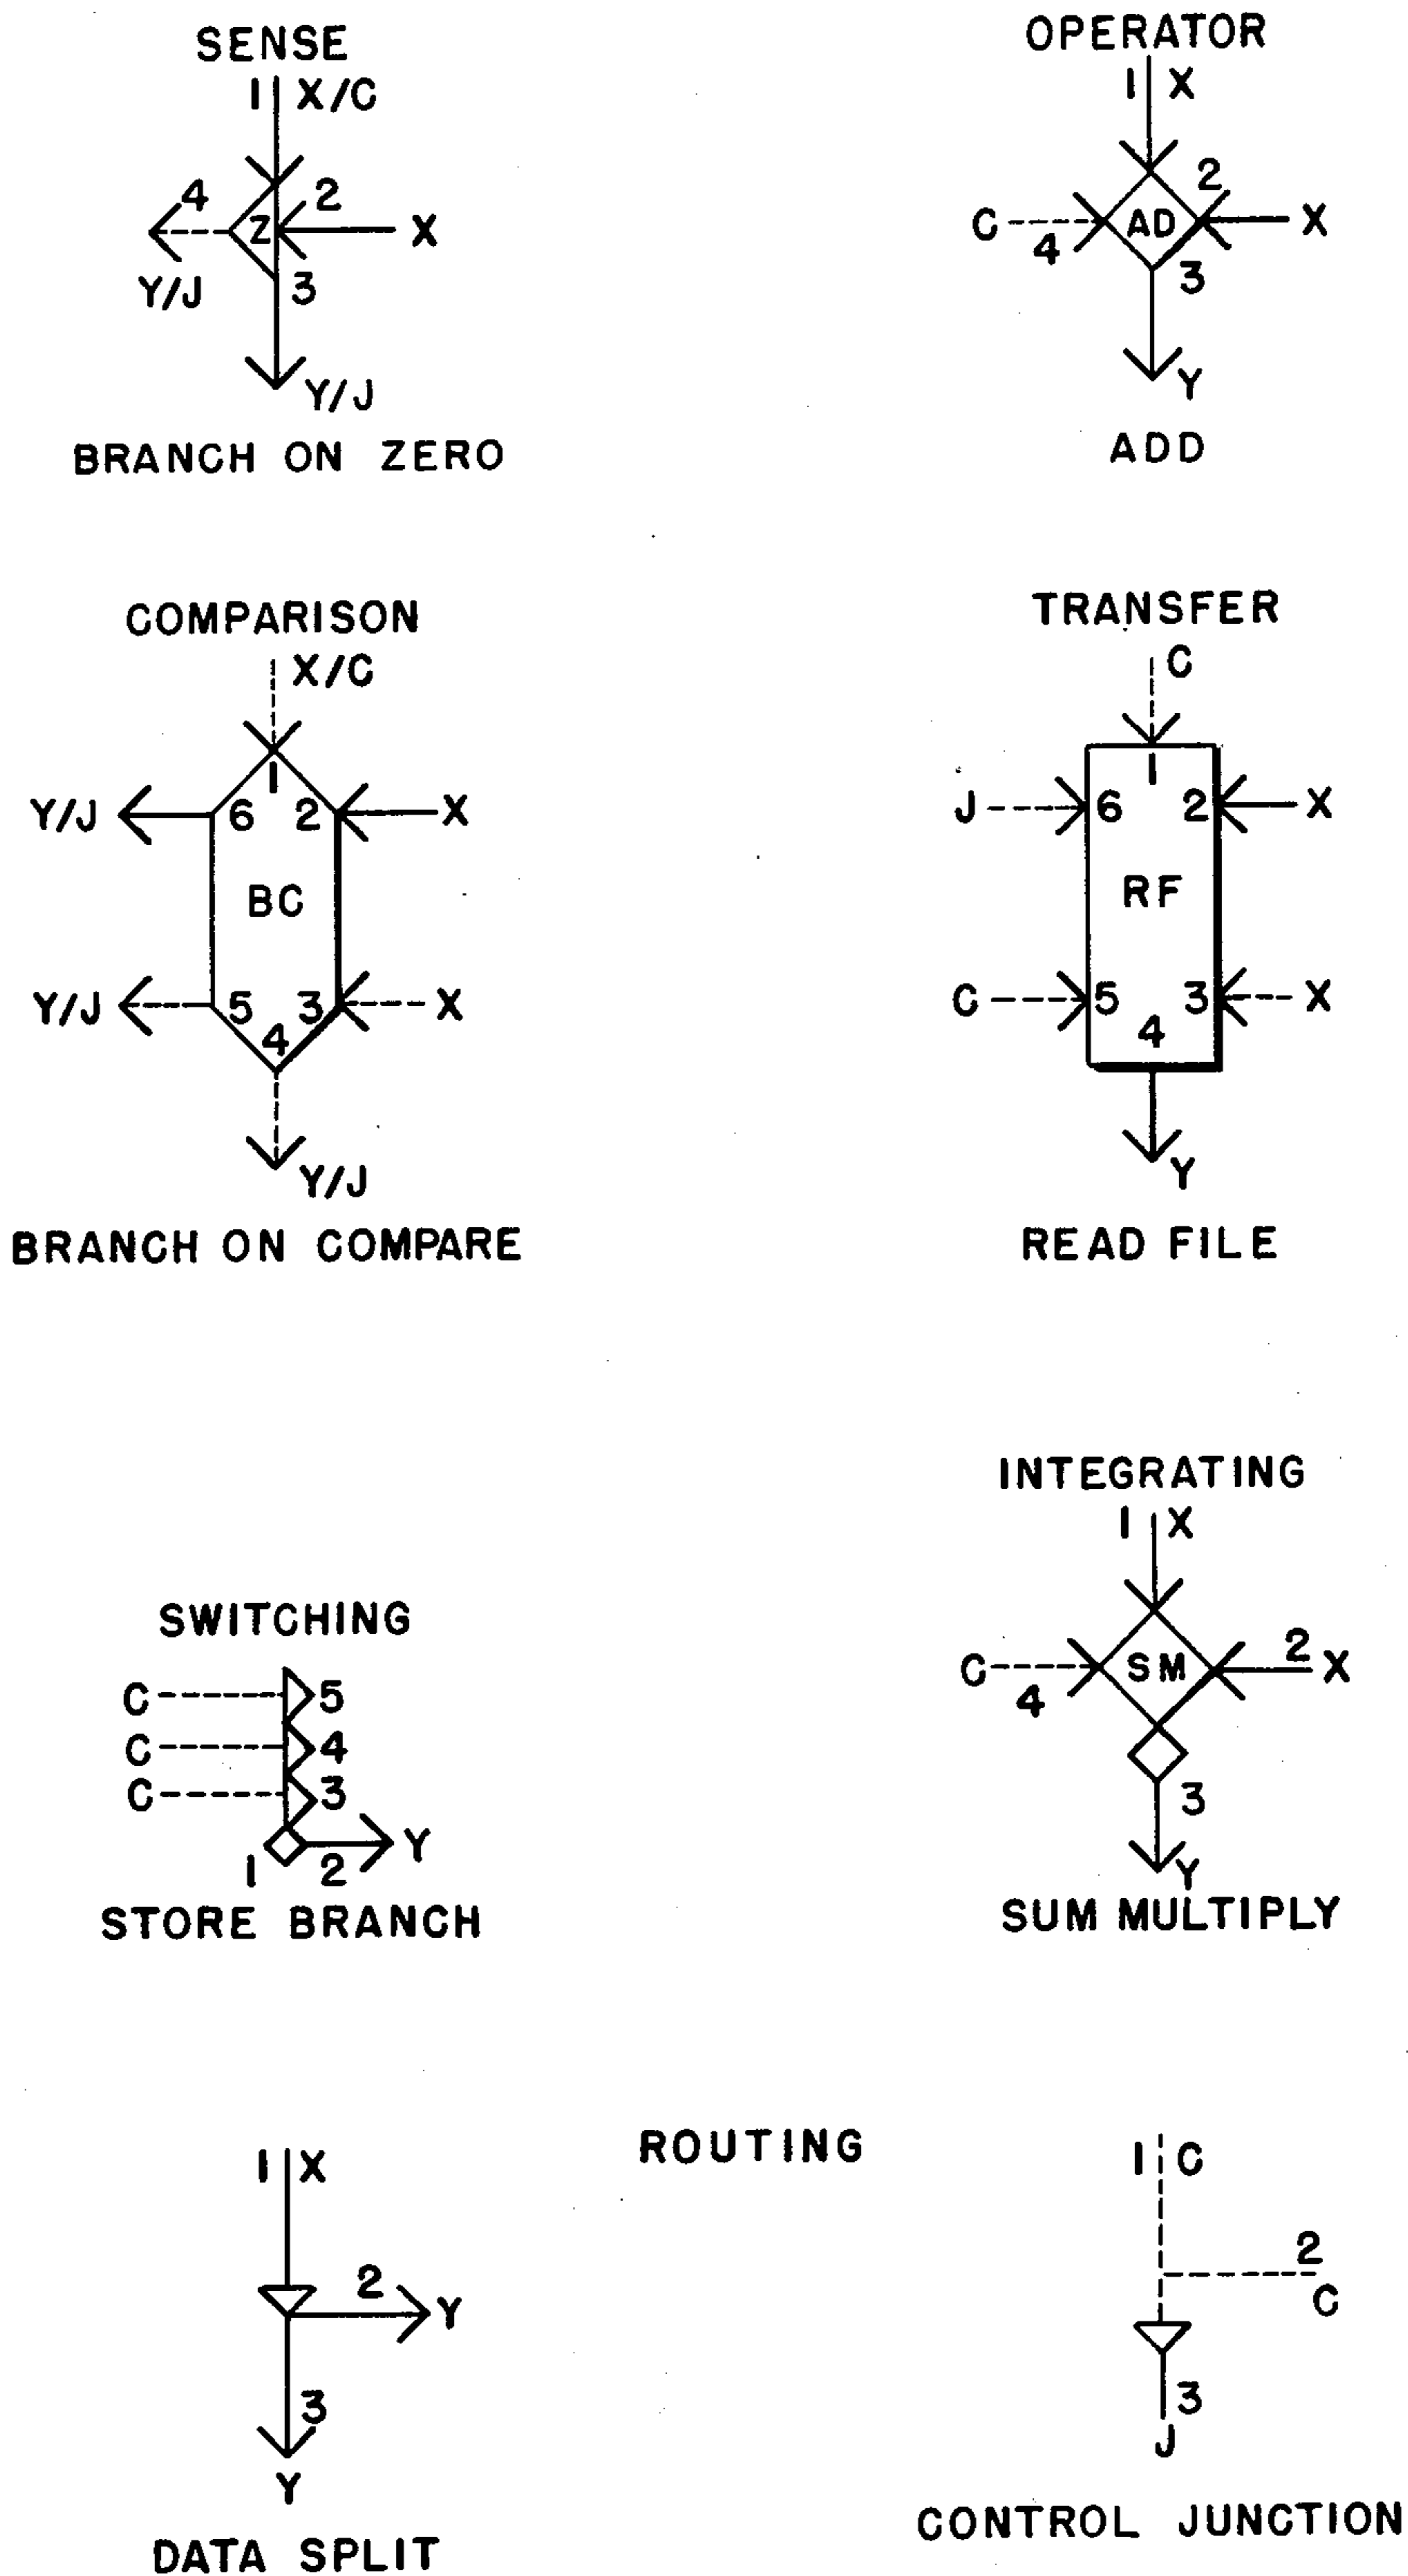 SENSE
1 X/C
4 2
Z X
Y/J 3
Y/J
BRANCH ON ZERO
OPERATOR
1 X
2
C AD X
4 3
Y
ADD
COMPARISON
X/C
1
Y/J 6 2 X
BC
Y/J 5 3 X
4
Y/J
BRANCH ON COMPARE
TRANSFER
C
1
J 6 2 X
RF
C 5 3 X
4
Y
READ FILE
SWITCHING
C 5
C 4
C 3
Y
1 2
STORE BRANCH
INTEGRATING
1 X
2
C SM X
4
3
Y
SUM MULTIPLY
ROUTING
1 X
2
Y
3
Y
DATA SPLIT
1 C
2
C
3
J
CONTROL JUNCTION